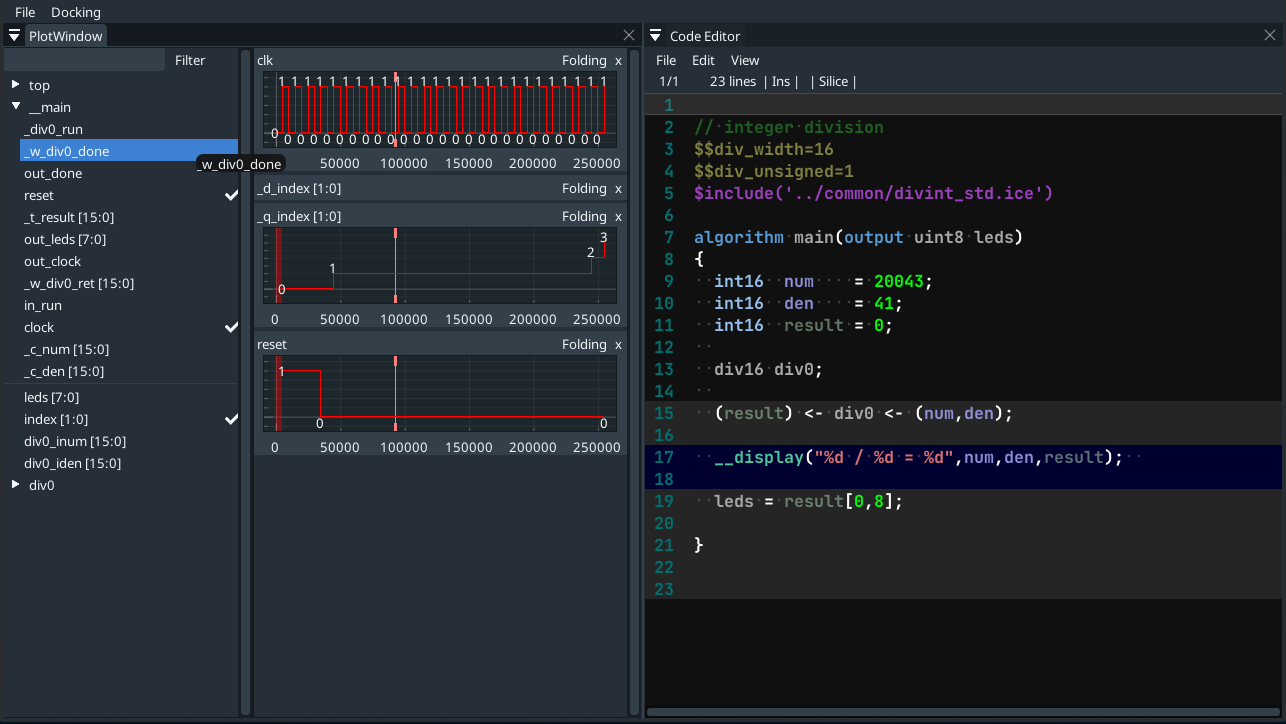 File Docking
PlotWindow
Filter
top
__main
_div0_run
_w_div0_done
_w_div0_done
out_done
reset
_t_result [15:0]
out_leds [7:0]
out_clock
_w_div0_ret [15:0]
in_run
clock
_c_num [15:0]
_c_den [15:0]
leds [7:0]
index [1:0]
div0_inum [15:0]
div0_iden [15:0]
div0
clk Folding x
1 1 1 1 1 1 1 1 1 1 1 1 1 1 1 1 1 1 1 1 1 1 1 1 1 1
0 0 0 0 0 0 0 0 0 0 0 0 0 0 0 0 0 0 0 0 0 0 0 0 0 0
50000 100000 150000 200000 250000
_d_index [1:0] Folding x
_q_index [1:0] Folding x
3
2
1
0
0 50000 100000 150000 200000 250000
reset Folding x
1
0 0
0 50000 100000 150000 200000 250000
Code Editor
File Edit View
1/1 23 lines | Ins | | Silice |
1
2 // integer division
3 $$div_width=16
4 $$div_unsigned=1
5 $include('../common/divint_std.ice')
6
7 algorithm main(output uint8 leds)
8 {
9 int16 num = 20043;
10 int16 den = 41;
11 int16 result = 0;
12
13 div16 div0;
14
15 (result) <- div0 <- (num,den);
16
17 __display("%d / %d = %d",num,den,result);
18
19 leds = result[0,8];
20
21 }
22
23